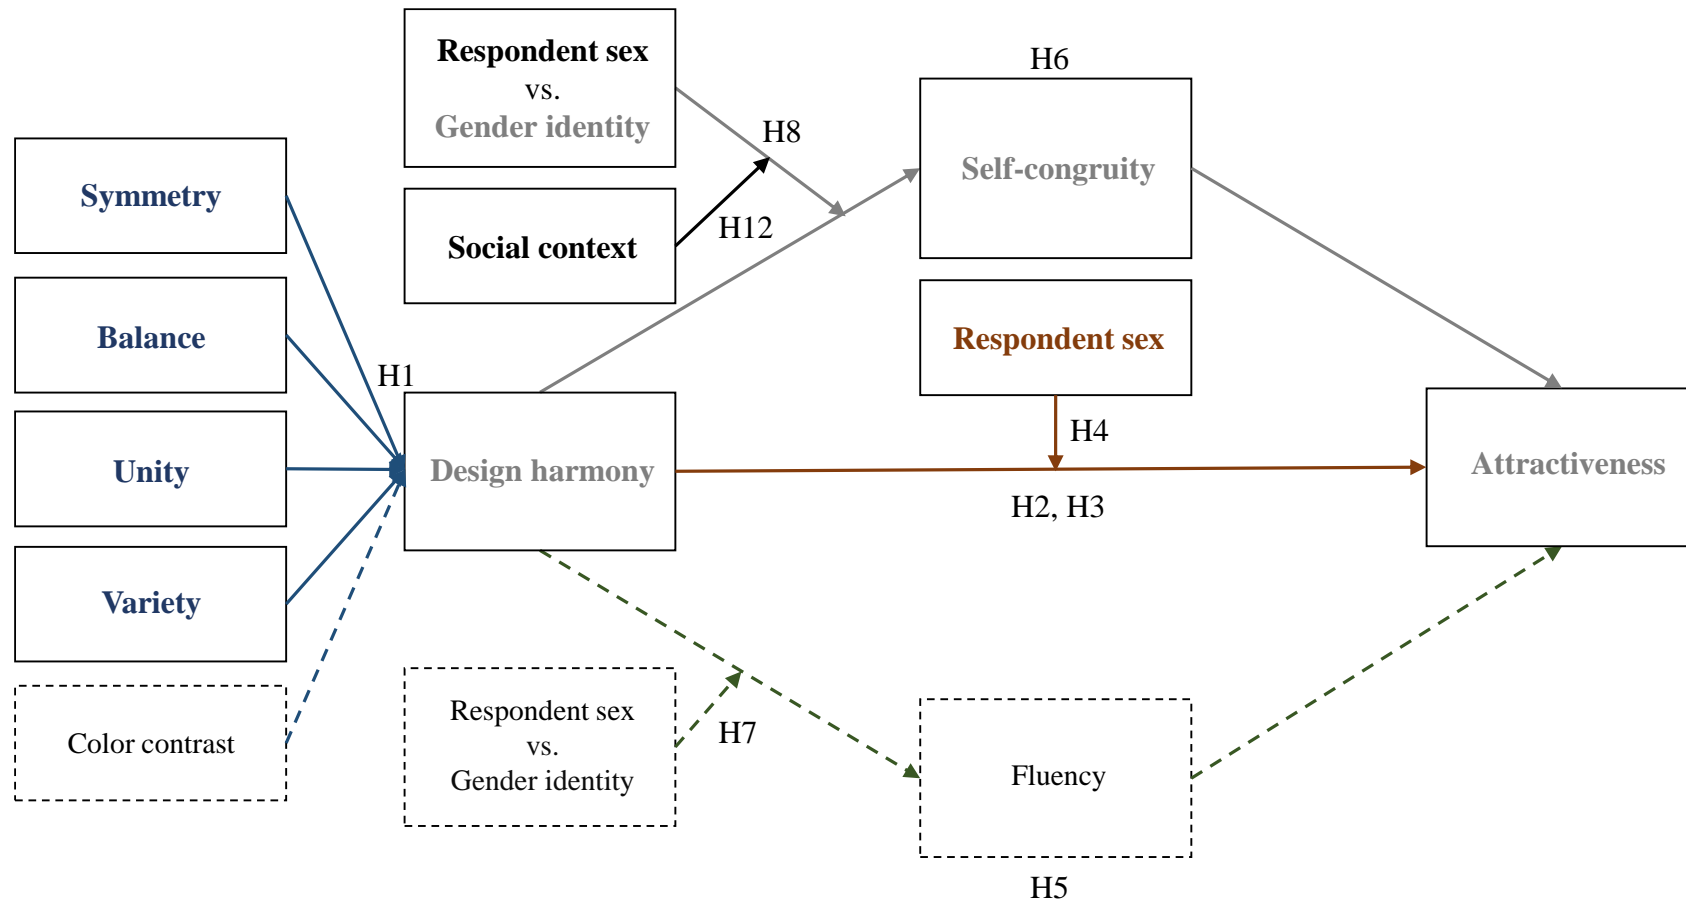 Respondent sex
vs.
Gender identity
H6
H8
Symmetry
Self-congruity
H12
Social context
Balance
Respondent sex
H1
H4
Unity
Design harmony
Attractiveness
H2, H3
Variety
Color contrast
Respondent sex
vs.
Gender identity
H7
Fluency
H5